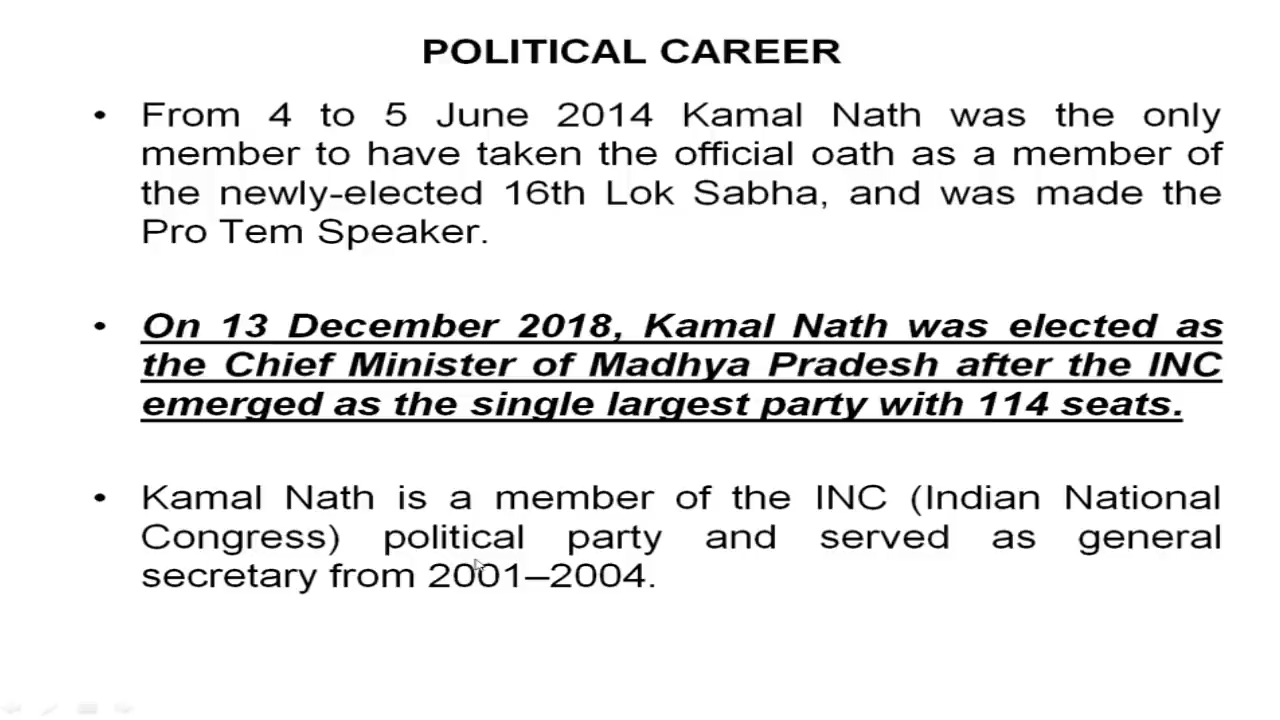 POLITICAL CAREER
• From 4 to 5 June 2014 Kamal Nath was the only
member to have taken the official oath as a member of
the newly-elected 16th Lok Sabha, and was made the
Pro Tem Speaker.
• On 13 December 2018, Kamal Nath was elected as
the Chief Minister of Madhya Pradesh after the INC
emerged as the single largest party with 114 seats.
• Kamal Nath is a member of the INC (Indian National
Congress) political party and served as general
secretary from 2001–2004.